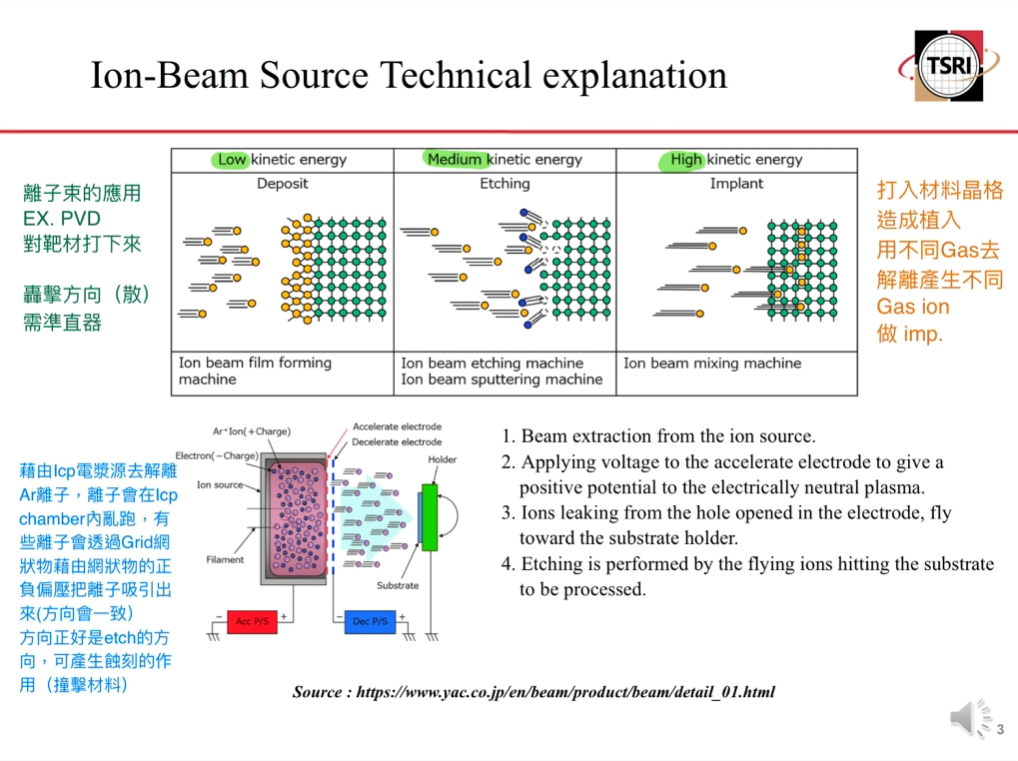 Ion-Beam Source Technical explanation
TSRI
Low kinetic energy
Medium kinetic energy
High kinetic energy
Deposit
Etching
Implant
Ion beam film forming
machine
Ion beam etching machine
Ion beam sputtering machine
Ion beam mixing machine
離子束的應用
EX. PVD
對靶材打下來
轟擊方向（散）
需準直器
打入材料晶格
造成植入
用不同Gas去
解離產生不同
Gas ion
做 imp.
藉由Icp電漿源去解離
Ar離子，離子會在Icp
chamber內亂跑，有
些離子會透過Grid網
狀物藉由網狀物的正
負偏壓把離子吸引出
來(方向會一致）
方向正好是etch的方
向，可產生蝕刻的作
用（撞擊材料）
Ar⁺Ion(+Charge)
Electron(−Charge)
Ion source
Filament
Accelerate electrode
Decelerate electrode
Holder
Substrate
− Acc P/S +
− Dec P/S +
1. Beam extraction from the ion source.
2. Applying voltage to the accelerate electrode to give a
positive potential to the electrically neutral plasma.
3. Ions leaking from the hole opened in the electrode, fly
toward the substrate holder.
4. Etching is performed by the flying ions hitting the substrate
to be processed.
Source : https://www.yac.co.jp/en/beam/product/beam/detail_01.html
3